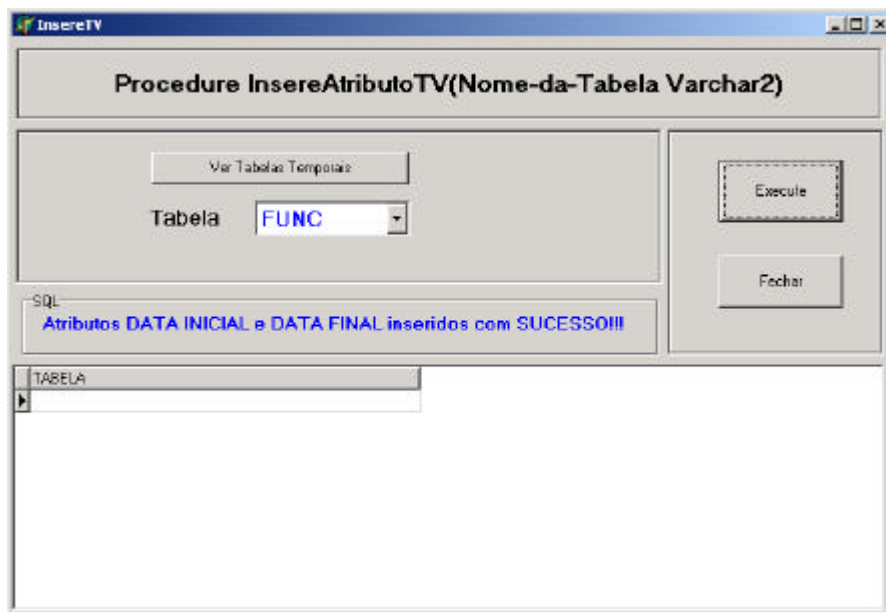 InsereTV
Procedure InsereAtributoTV(Nome-da-Tabela Varchar2)
Ver Tabelas Temporais
Tabela FUNC
Execute
Fechar
SQL
Atributos DATA INICIAL e DATA FINAL inseridos com SUCESSO!!!
TABELA